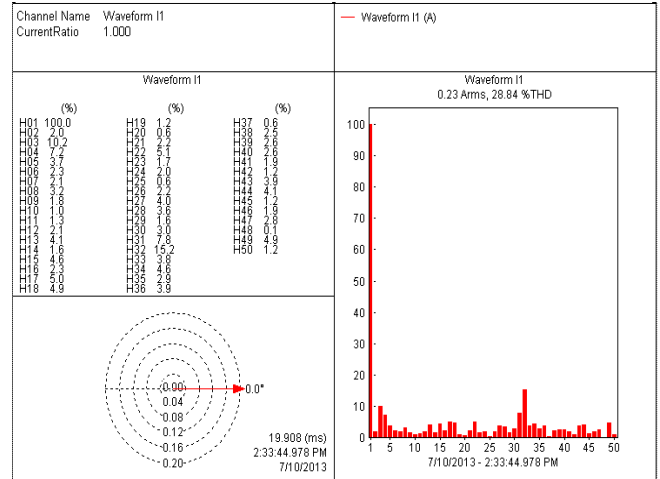 Channel Name Waveform I1
CurrentRatio 1.000
Waveform I1 (A)
Waveform I1
(%) (%) (%)
H01 100.0 H19 1.2 H37 0.6
H02 2.0 H20 0.6 H38 2.5
H03 10.2 H21 2.2 H39 2.6
H04 7.2 H22 5.1 H40 2.6
H05 3.7 H23 1.7 H41 1.9
H06 2.3 H24 2.0 H42 1.2
H07 2.1 H25 0.6 H43 3.9
H08 3.2 H26 2.2 H44 4.1
H09 1.8 H27 4.0 H45 1.2
H10 1.0 H28 3.6 H46 1.9
H11 1.3 H29 1.6 H47 2.8
H12 2.1 H30 3.0 H48 0.1
H13 4.1 H31 7.8 H49 4.9
H14 1.6 H32 15.2 H50 1.2
H15 4.6 H33 3.8
H16 2.3 H34 4.6
H17 5.0 H35 2.9
H18 4.9 H36 3.9
0.0°
0.00
0.04
0.08
0.12
0.16
0.20
19.908 (ms)
2:33:44.978 PM
7/10/2013
Waveform I1
0.23 Arms, 28.84 %THD
100
90
80
70
60
50
40
30
20
10
0
1 5 10 15 20 25 30 35 40 45 50
7/10/2013 - 2:33:44.978 PM